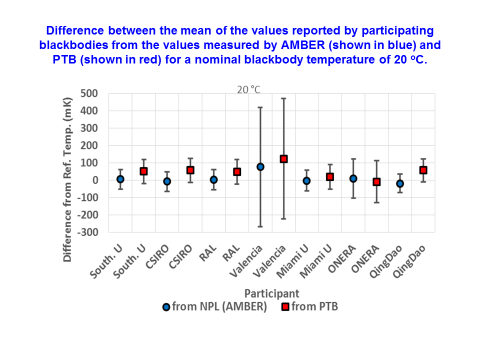 Difference between the mean of the values reported by participating
blackbodies from the values measured by AMBER (shown in blue) and
PTB (shown in red) for a nominal blackbody temperature of 20 ºC.
20 °C
Difference from Ref. Temp. (mK)
500
400
300
200
100
0
-100
-200
-300
South. U
South. U
CSIRO
CSIRO
RAL
RAL
Valencia
Valencia
Miami U
Miami U
ONERA
ONERA
QingDao
QingDao
Participant
from NPL (AMBER) from PTB